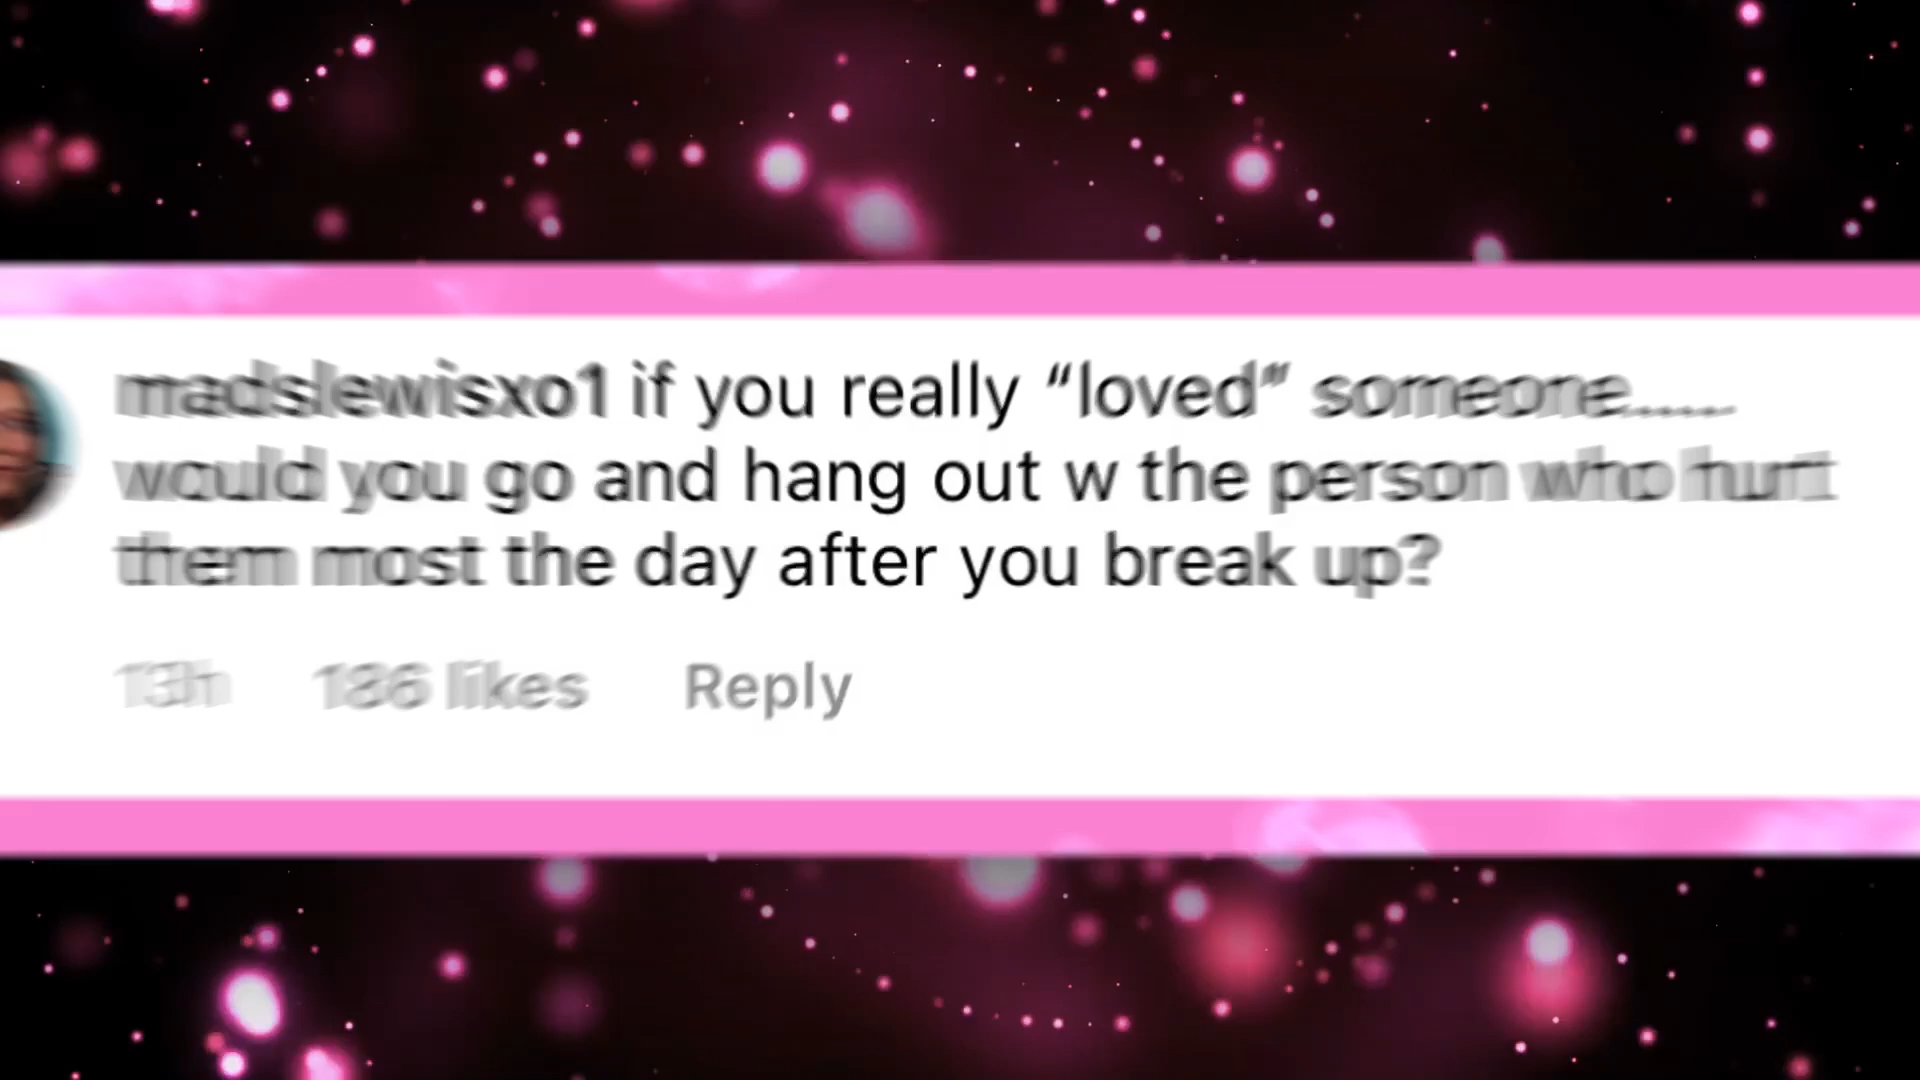 madslewisxo1 if you really “loved” someone.....
would you go and hang out w the person who hurt
them most the day after you break up?
13h 186 likes Reply